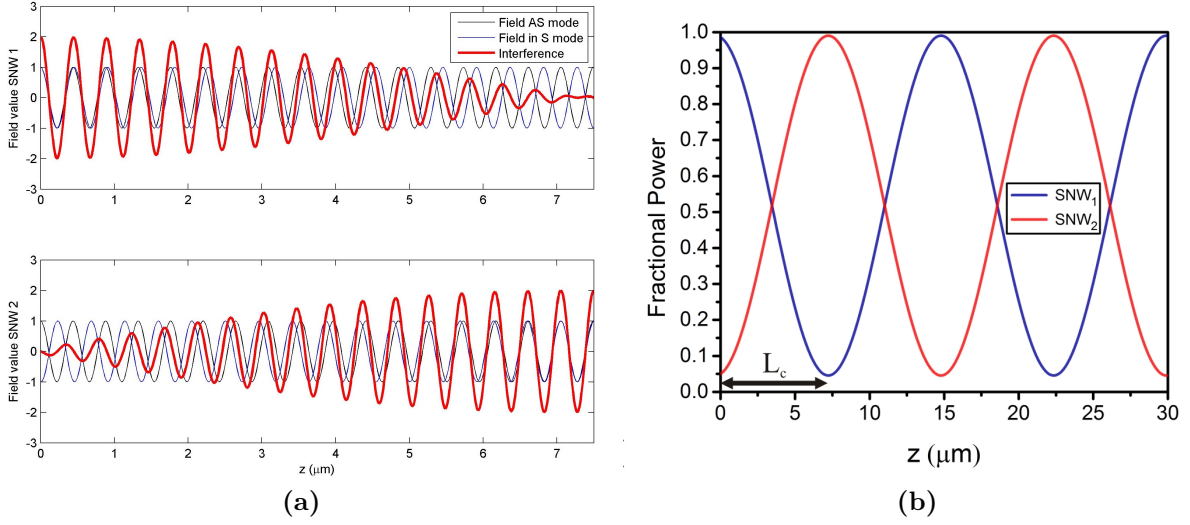 Field value SNW 1
3
2
1
0
-1
-2
-3
Field AS mode
Field in S mode
Interference
0 1 2 3 4 5 6 7
Field value SNW 2
3
2
1
0
-1
-2
-3
0 1 2 3 4 5 6 7
z (μm)
(a)
Fractional Power
1.0
0.9
0.8
0.7
0.6
0.5
0.4
0.3
0.2
0.1
0.0
SNW₁
SNW₂
L_c
0 5 10 15 20 25 30
z (μm)
(b)